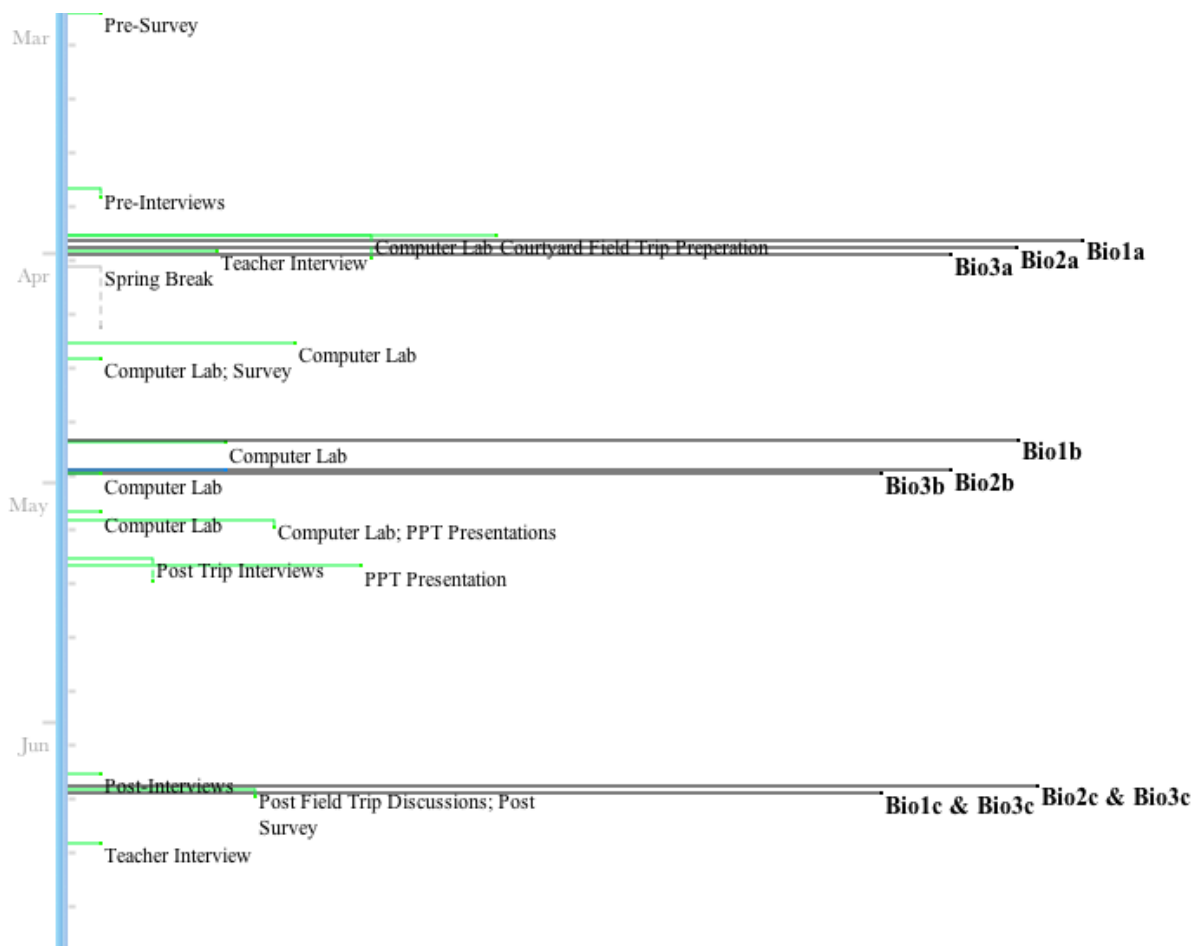 Pre-Survey
Mar
Pre-Interviews
Computer Lab Courtyard Field Trip Preperation
Bio1a
Teacher Interview
Bio2a
Bio3a
Apr
Spring Break
Computer Lab
Computer Lab; Survey
Bio1b
Computer Lab
Bio2b
Bio3b
Computer Lab
May
Computer Lab
Computer Lab; PPT Presentations
Post Trip Interviews
PPT Presentation
Jun
Post-Interviews
Bio2c & Bio3c
Post Field Trip Discussions; Post
Survey
Bio1c & Bio3c
Teacher Interview